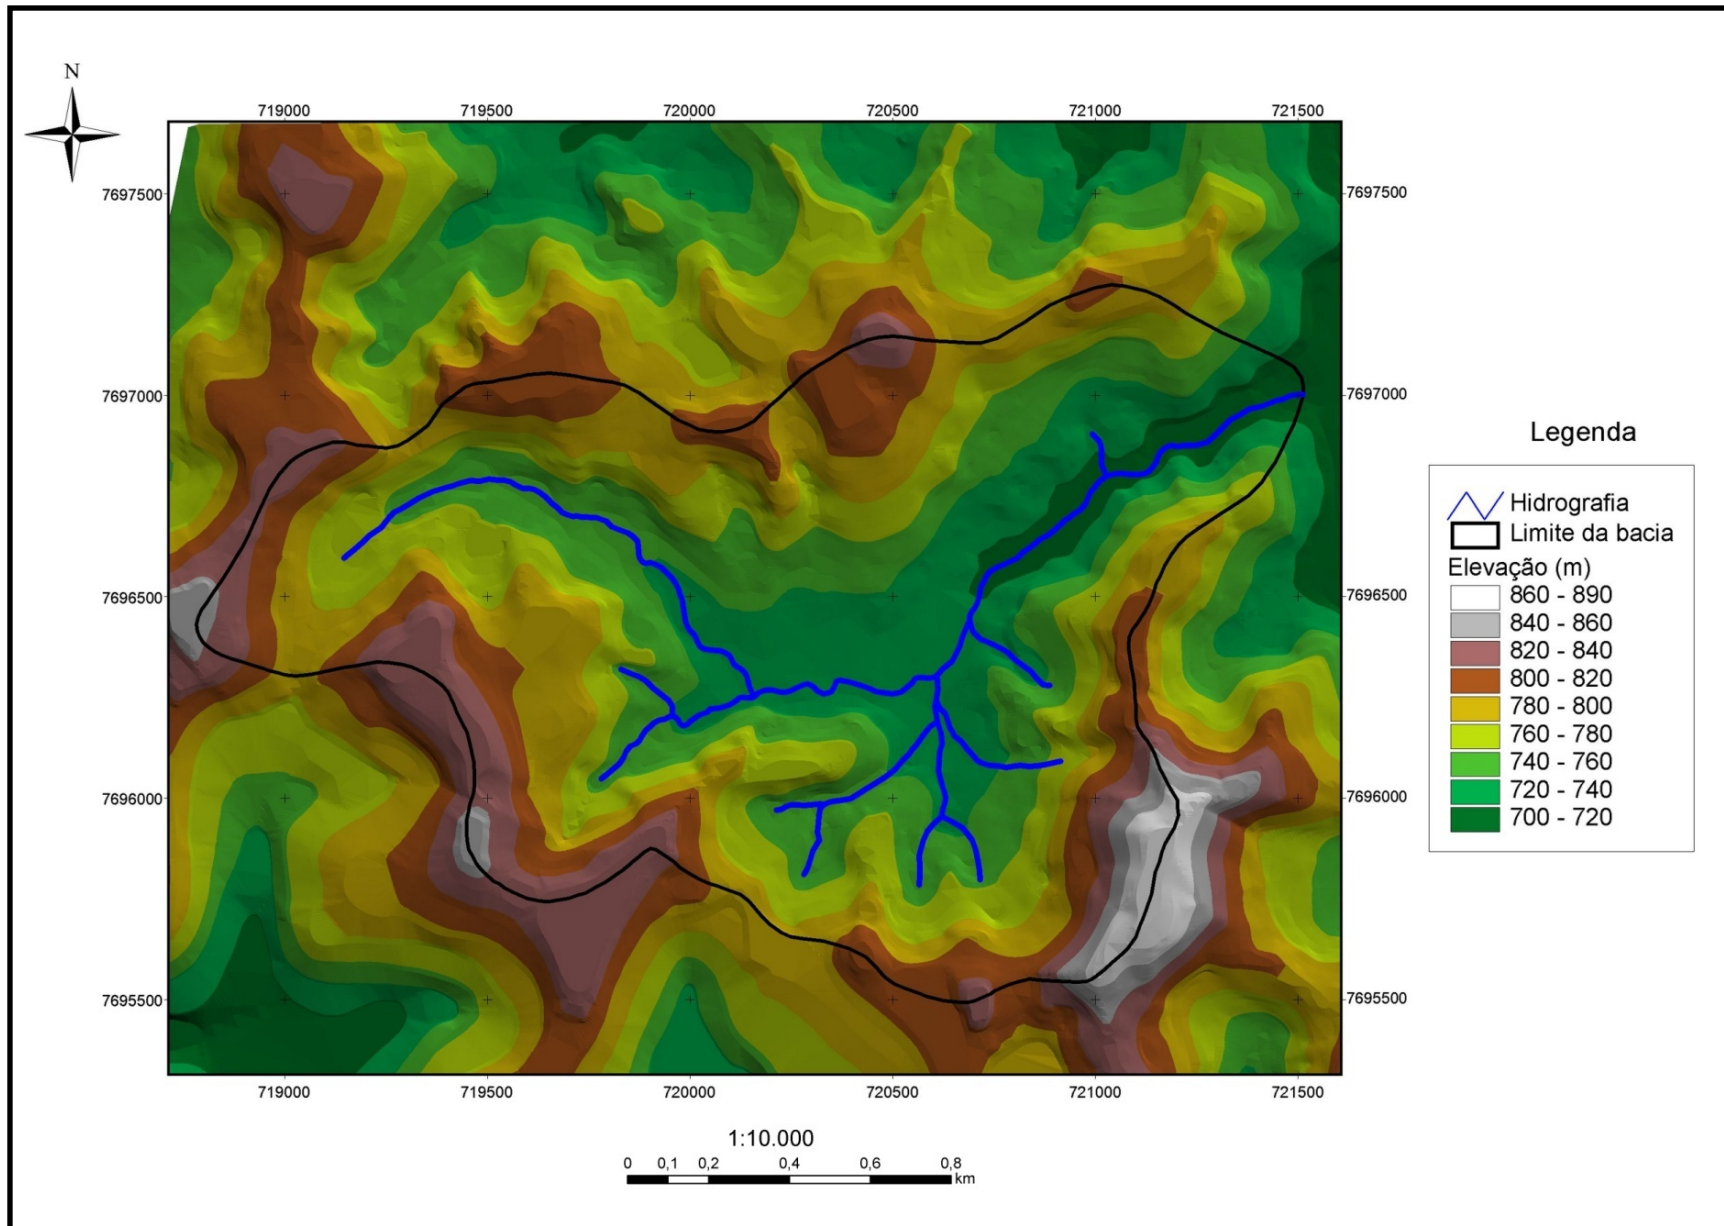 N
719000 719500 720000 720500 721000 721500
7697500 7697500
7697000 7697000
7696500 7696500
7696000 7696000
7695500 7695500
719000 719500 720000 720500 721000 721500
1:10.000
0 0,1 0,2 0,4 0,6 0,8
km
Legenda
Hidrografia
Limite da bacia
Elevação (m)
860 - 890
840 - 860
820 - 840
800 - 820
780 - 800
760 - 780
740 - 760
720 - 740
700 - 720